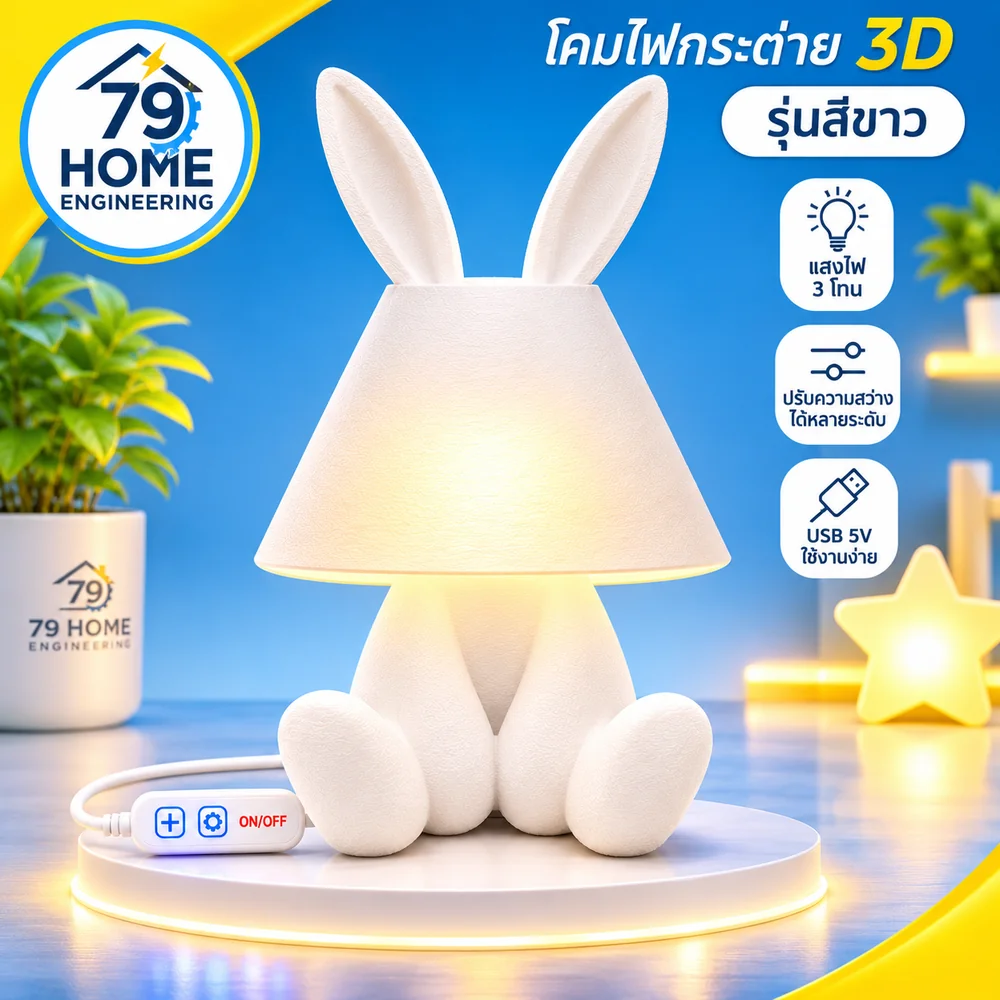 79
HOME
ENGINEERING
โคมไฟกระต่าย 3D
รุ่นสีขาว
แสงไฟ
3 โทน
ปรับความสว่าง
ได้หลายระดับ
USB 5V
ใช้งานง่าย
79
79 HOME
ENGINEERING
ON/OFF